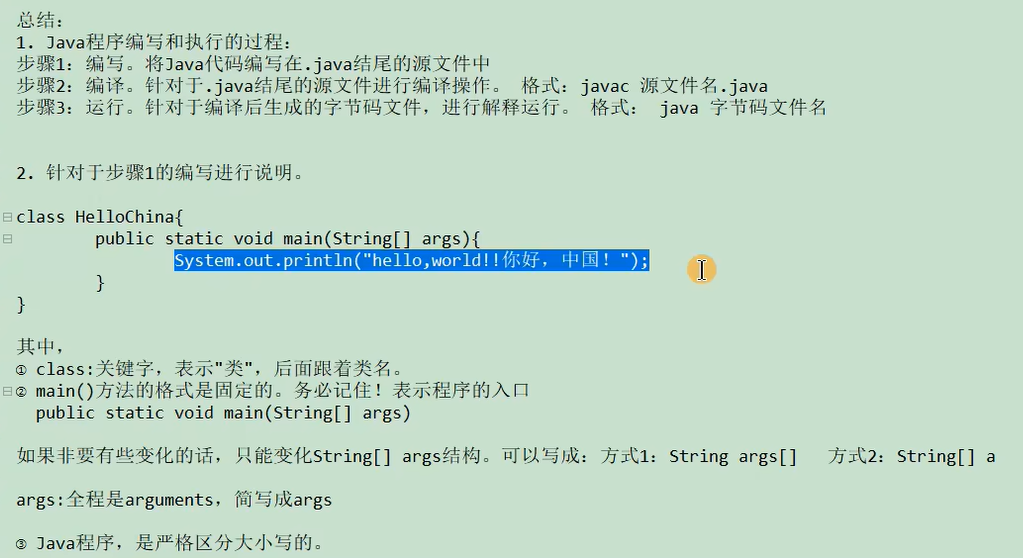 总结：
1. Java程序编写和执行的过程：
步骤1：编写。将Java代码编写在.java结尾的源文件中
步骤2：编译。针对于.java结尾的源文件进行编译操作。 格式：javac 源文件名.java
步骤3：运行。针对于编译后生成的字节码文件，进行解释运行。 格式： java 字节码文件名
2. 针对于步骤1的编写进行说明。
class HelloChina{
public static void main(String[] args){
System.out.println("hello,world!!你好，中国！");
}
}
其中，
① class:关键字，表示"类"，后面跟着类名。
② main()方法的格式是固定的。务必记住！表示程序的入口
public static void main(String[] args)
如果非要有些变化的话，只能变化String[] args结构。可以写成：方式1：String args[] 方式2：String[] a
args:全程是arguments，简写成args
③ Java程序，是严格区分大小写的。